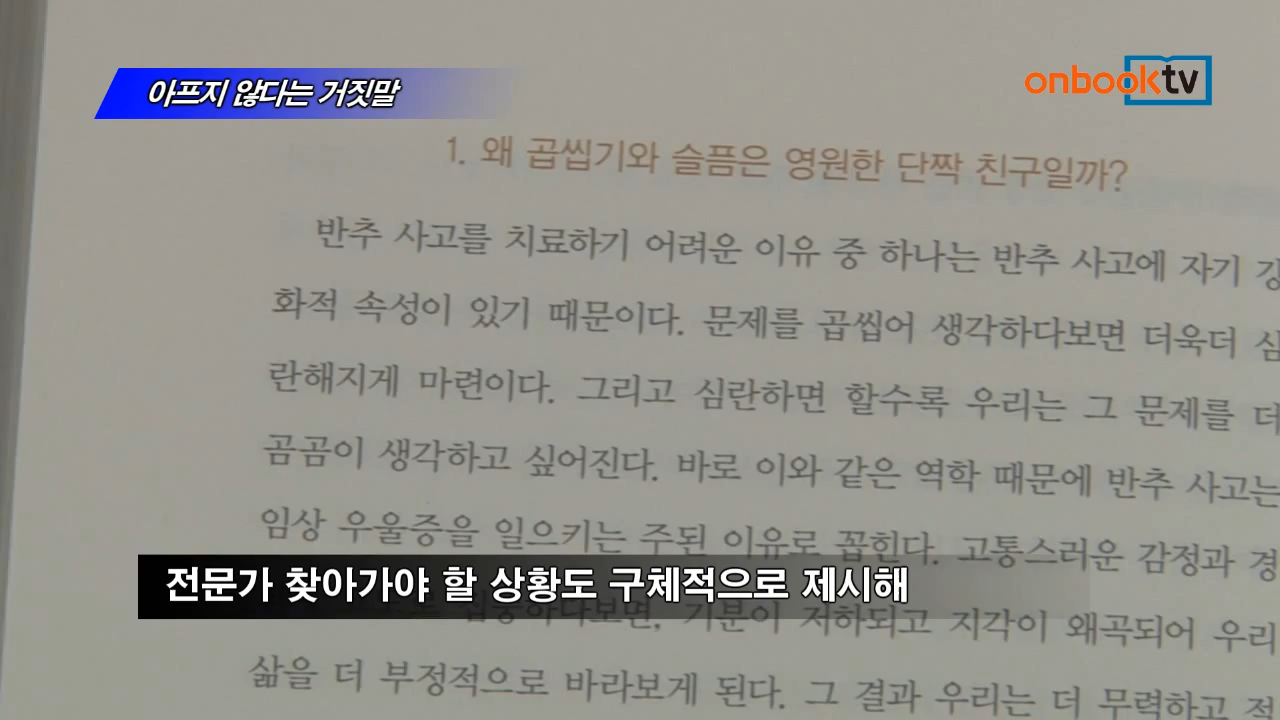 아프지 않다는 거짓말
onbooktv
1. 왜 곱씹기와 슬픔은 영원한 단짝 친구일까?
반추 사고를 치료하기 어려운 이유 중 하나는 반추 사고에 자기 강
화적 속성이 있기 때문이다. 문제를 곱씹어 생각하다보면 더욱더 심
란해지게 마련이다. 그리고 심란하면 할수록 우리는 그 문제를 더
곰곰이 생각하고 싶어진다. 바로 이와 같은 역학 때문에 반추 사고는
임상 우울증을 일으키는 주된 이유로 꼽힌다. 고통스러운 감정과 경
전문가 찾아가야 할 상황도 구체적으로 제시해
집중하다보면, 기분이 저하되고 지각이 왜곡되어 우리
삶을 더 부정적으로 바라보게 된다. 그 결과 우리는 더 무력하고